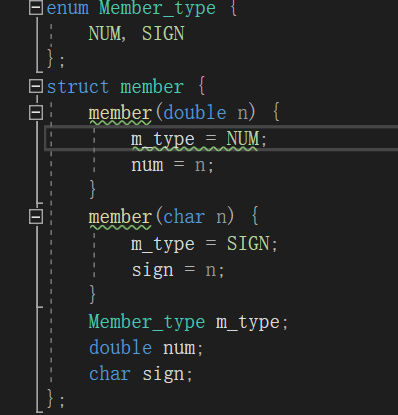 enum Member_type {
    NUM, SIGN
};
struct member {
    member(double n) {
        m_type = NUM;
        num = n;
    }
    member(char n) {
        m_type = SIGN;
        sign = n;
    }
    Member_type m_type;
    double num;
    char sign;
};